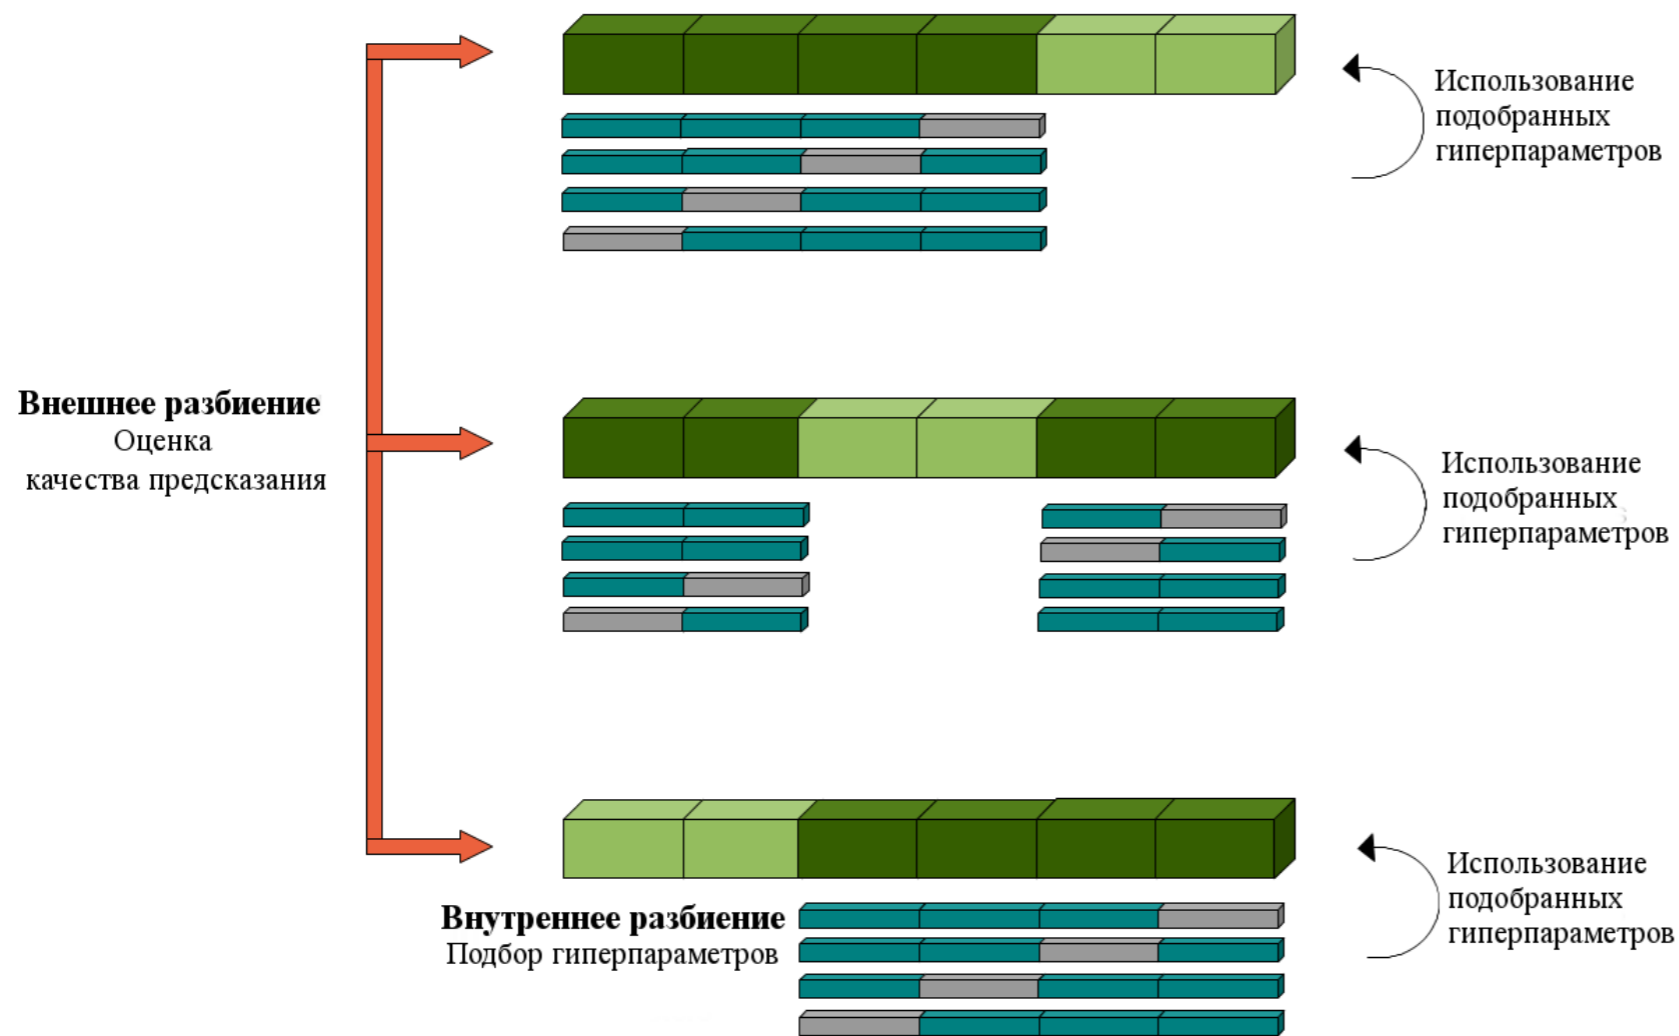 Использование
подобранных
гиперпараметров
Внешнее разбиение
Оценка
качества предсказания
Использование
подобранных
гиперпараметров
Использование
подобранных
гиперпараметров
Внутреннее разбиение
Подбор гиперпараметров